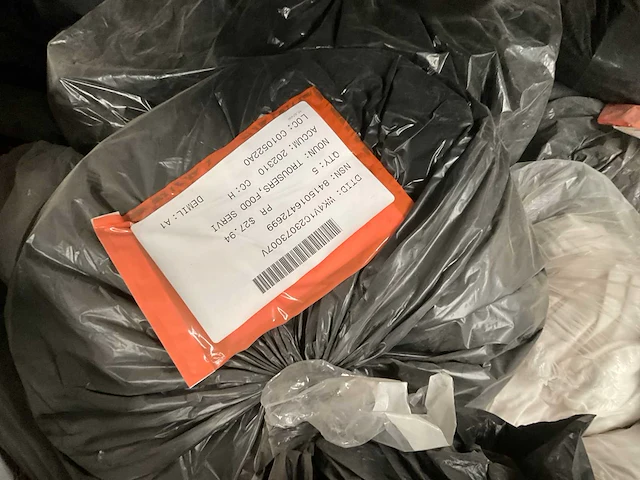 DTID: WK4V1C23073007V
NSN: 8415016472699
QTY: 5 PR $27.94
NOUN: TROUSERS,FOOD SERVI
ACCUM: 202310 CC: H
LOC: C010522A0
DEMIL: A1